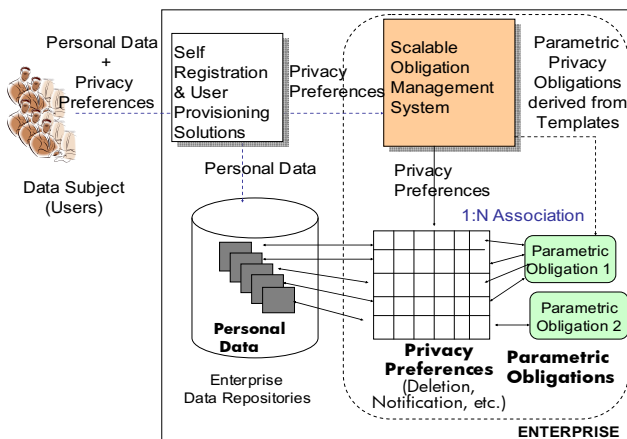 Personal Data
+
Privacy
Preferences
Data Subject
(Users)
Self
Registration
& User
Provisioning
Solutions
Privacy
Preferences
Scalable
Obligation
Management
System
Parametric
Privacy
Obligations
derived from
Templates
Personal Data
Privacy
Preferences
1:N Association
Parametric
Obligation 1
Parametric
Obligation 2
Personal
Data
Enterprise
Data Repositories
Privacy
Preferences
(Deletion,
Notification, etc.)
Parametric
Obligations
ENTERPRISE